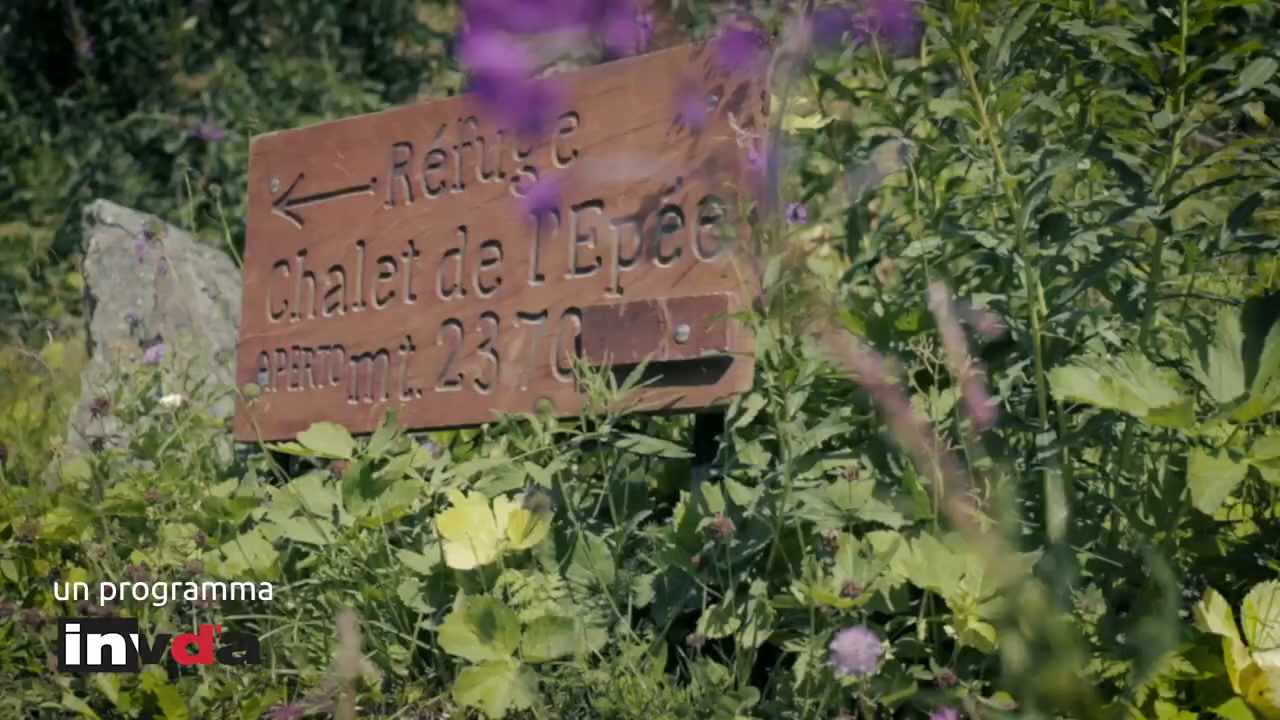 ← Réfuge
Chalet de l'Epée
APERTO mt. 2370
un programma
invd'a